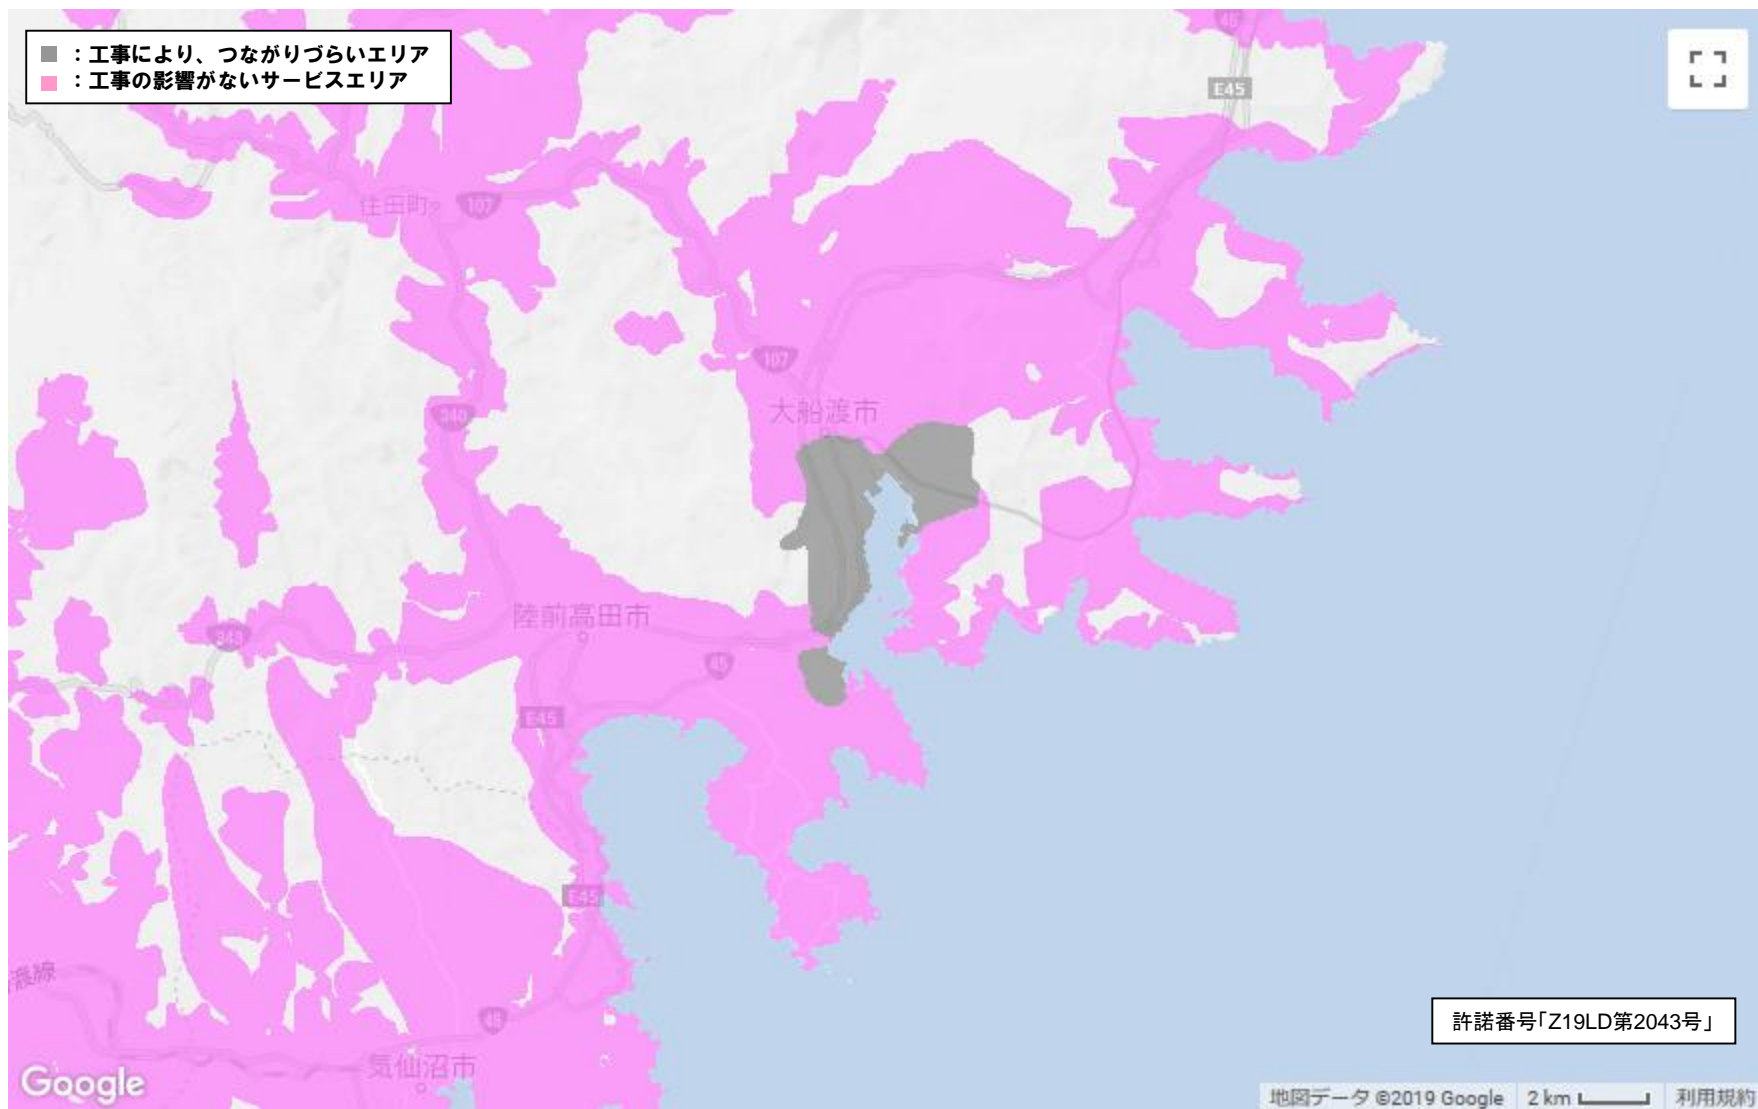 ：工事により、つながりづらいエリア
：工事の影響がないサービスエリア
45
E45
住田町
107
107
大船渡市
340
陸前高田市
343
45
E45
E45
渡線
45
気仙沼市
許諾番号「Z19LD第2043号」
Google
地図データ ©2019 Google
2 km
利用規約